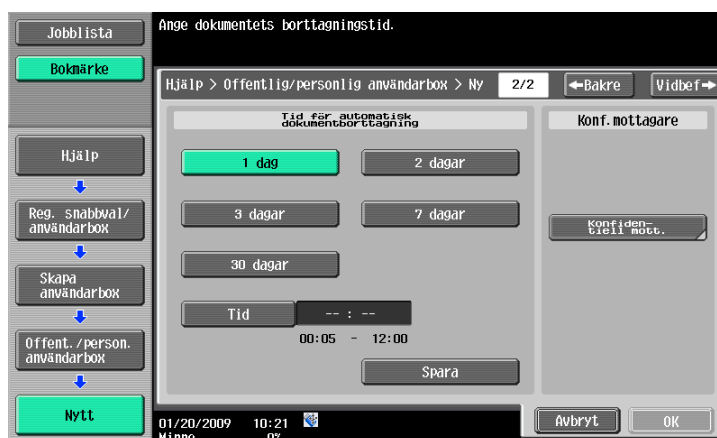 Jobblista
Bokmärke
Ange dokumentets borttagningstid.
Hjälp > Offentlig/personlig användarbox > Ny
2/2
←Bakre
Vidbef→
Tid för automatisk
dokumentborttagning
Konf.mottagare
1 dag
2 dagar
3 dagar
7 dagar
30 dagar
Tid
-- : --
00:05 - 12:00
Spara
Konfiden-
tiell mott.
Hjälp
Reg. snabbval/
användarbox
Skapa
användarbox
Offent./person.
användarbox
Nytt
01/20/2009 10:21
Minne 0%
Avbryt
OK